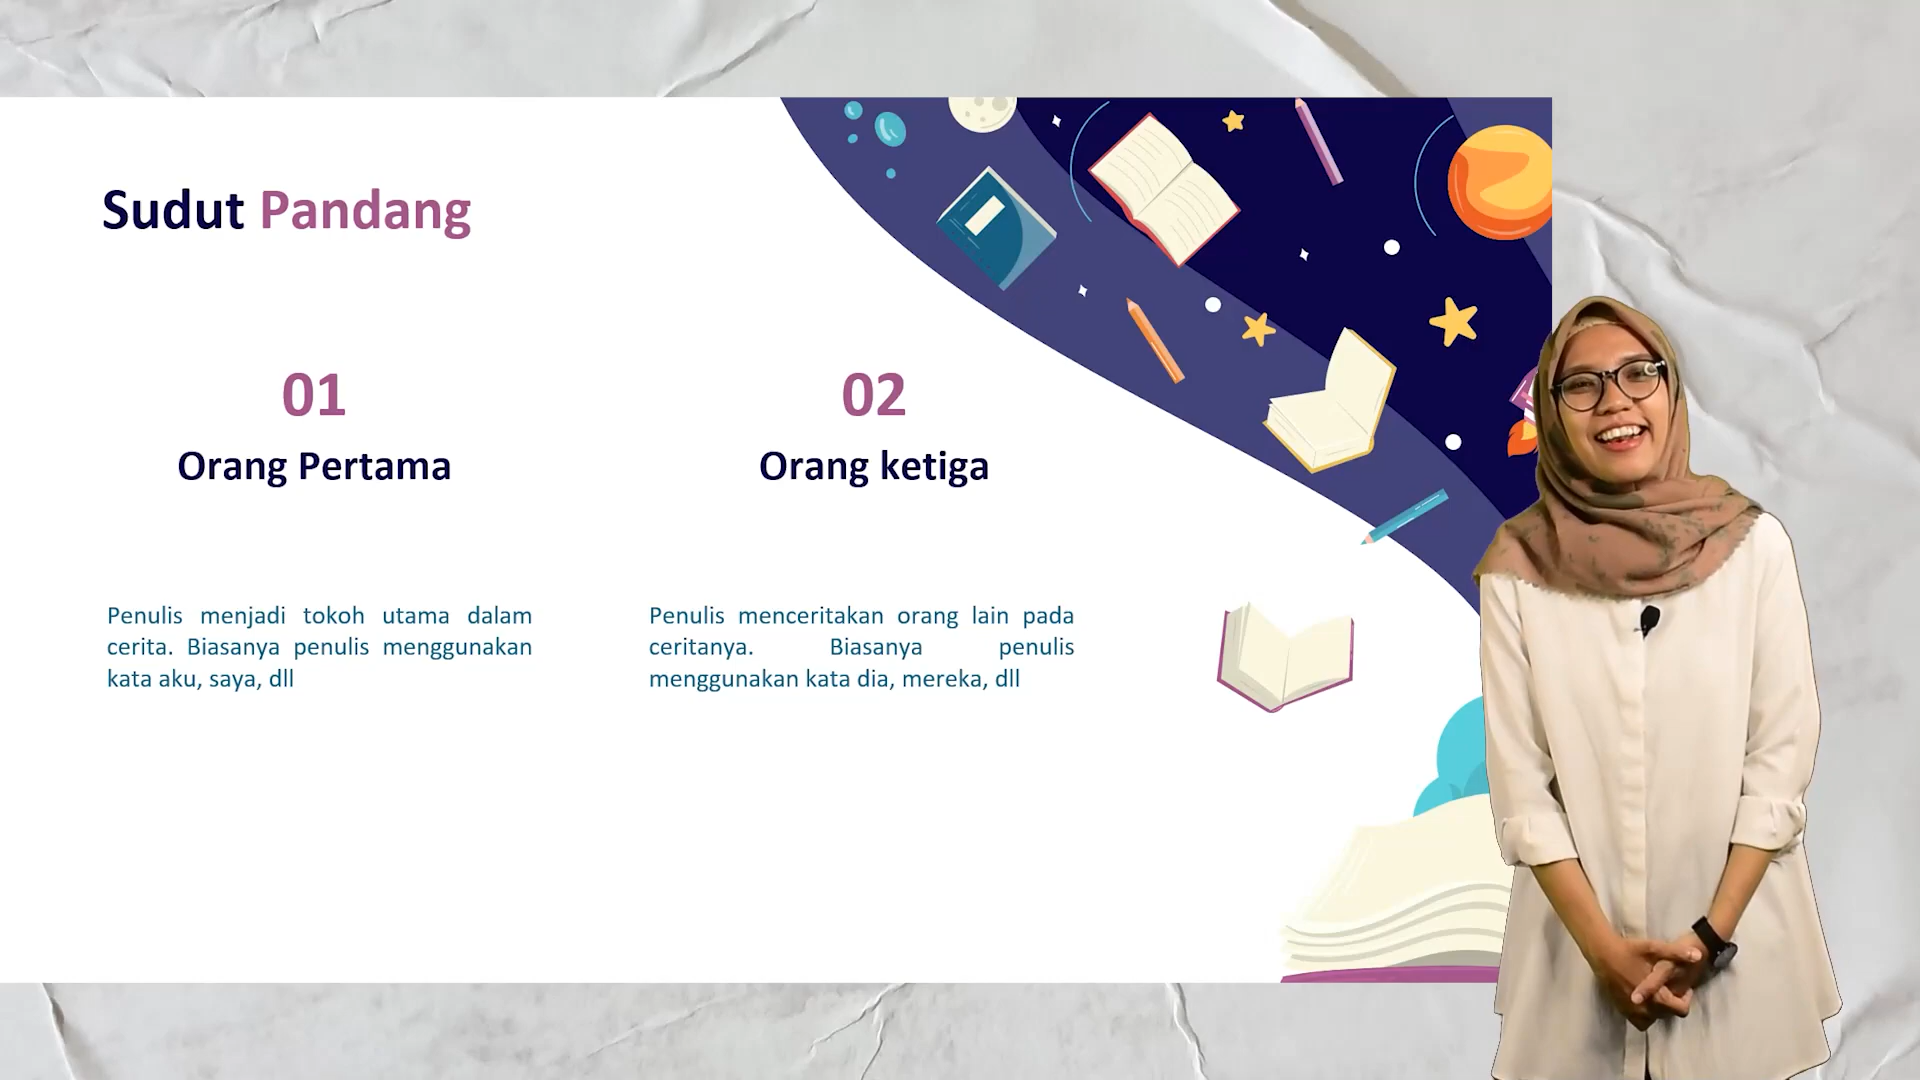 Sudut Pandang
01
Orang Pertama
Penulis menjadi tokoh utama dalam
cerita. Biasanya penulis menggunakan
kata aku, saya, dll
02
Orang ketiga
Penulis menceritakan orang lain pada
ceritanya. Biasanya penulis
menggunakan kata dia, mereka, dll